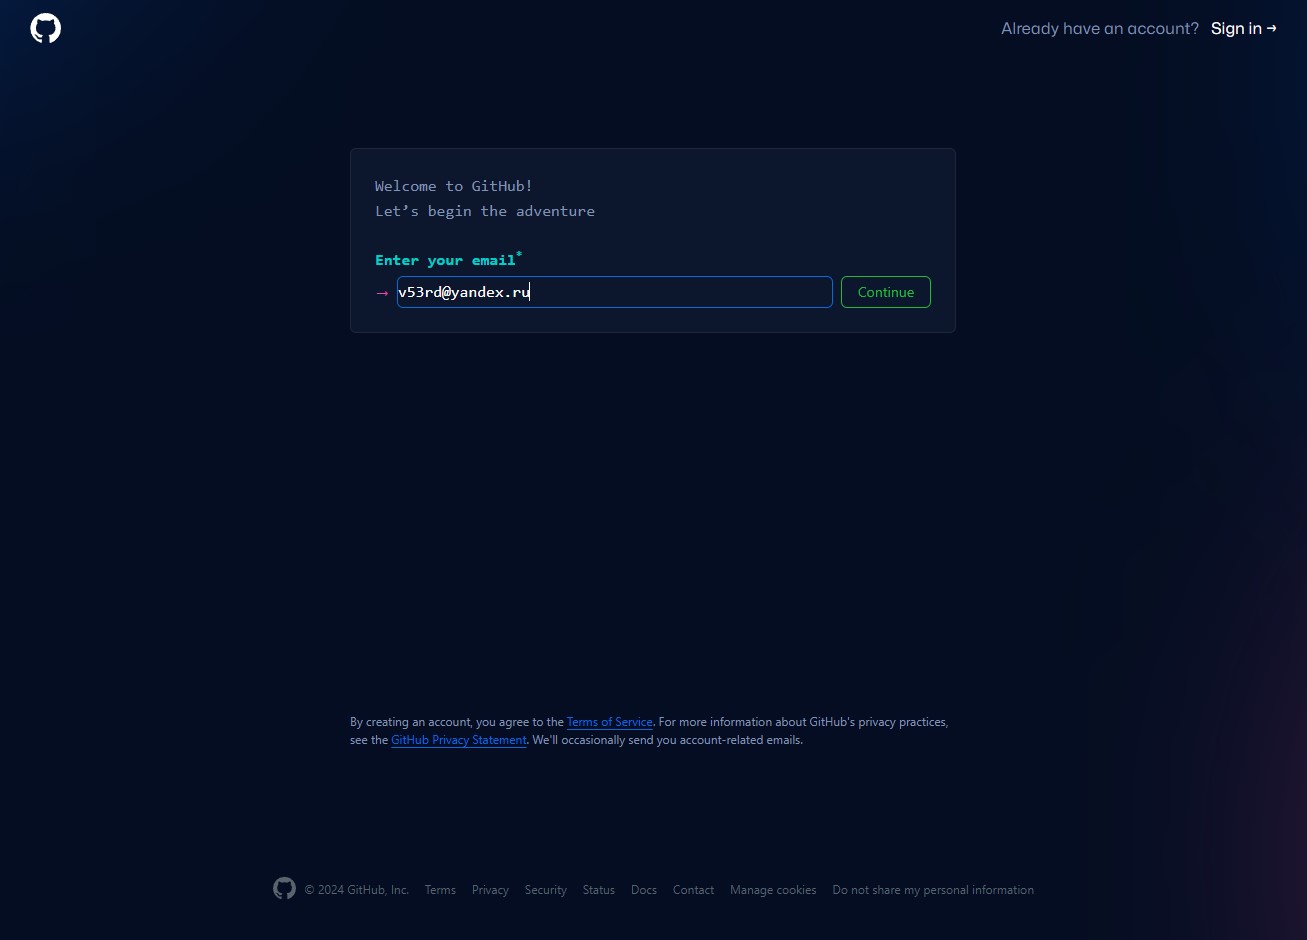 Already have an account? Sign in →
Welcome to GitHub!
Let’s begin the adventure
Enter your email*
→ v53rd@yandex.ru Continue
By creating an account, you agree to the Terms of Service. For more information about GitHub's privacy practices,
see the GitHub Privacy Statement. We'll occasionally send you account-related emails.
© 2024 GitHub, Inc. Terms Privacy Security Status Docs Contact Manage cookies Do not share my personal information